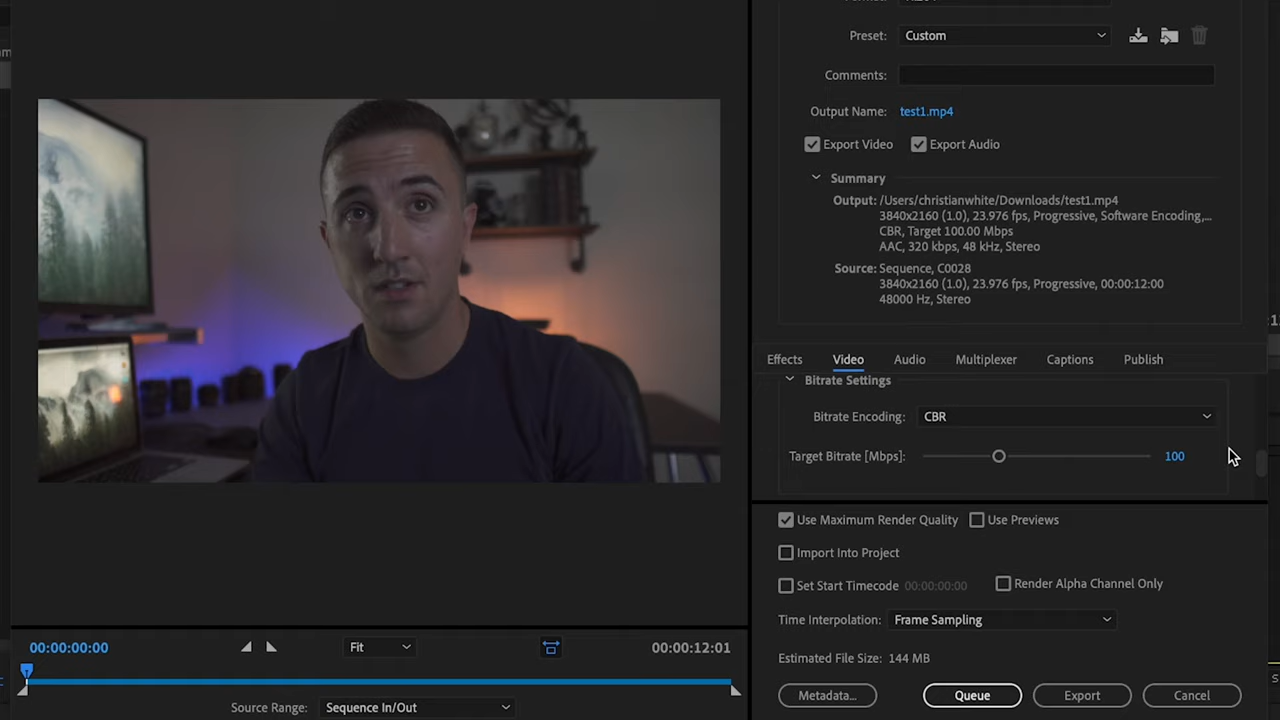 Preset: Custom
Comments:
Output Name: test1.mp4
Export Video Export Audio
Summary
Output: /Users/christianwhite/Downloads/test1.mp4
3840x2160 (1.0), 23.976 fps, Progressive, Software Encoding,...
CBR, Target 100.00 Mbps
AAC, 320 kbps, 48 kHz, Stereo
Source: Sequence, C0028
3840x2160 (1.0), 23.976 fps, Progressive, 00:00:12:00
48000 Hz, Stereo
Effects Video Audio Multiplexer Captions Publish
Bitrate Settings
Bitrate Encoding: CBR
Target Bitrate [Mbps]: 100
Use Maximum Render Quality Use Previews
Import Into Project
Set Start Timecode 00:00:00:00 Render Alpha Channel Only
Time Interpolation: Frame Sampling
Estimated File Size: 144 MB
Metadata... Queue Export Cancel
00:00:00:00 Fit 00:00:12:01
Source Range: Sequence In/Out